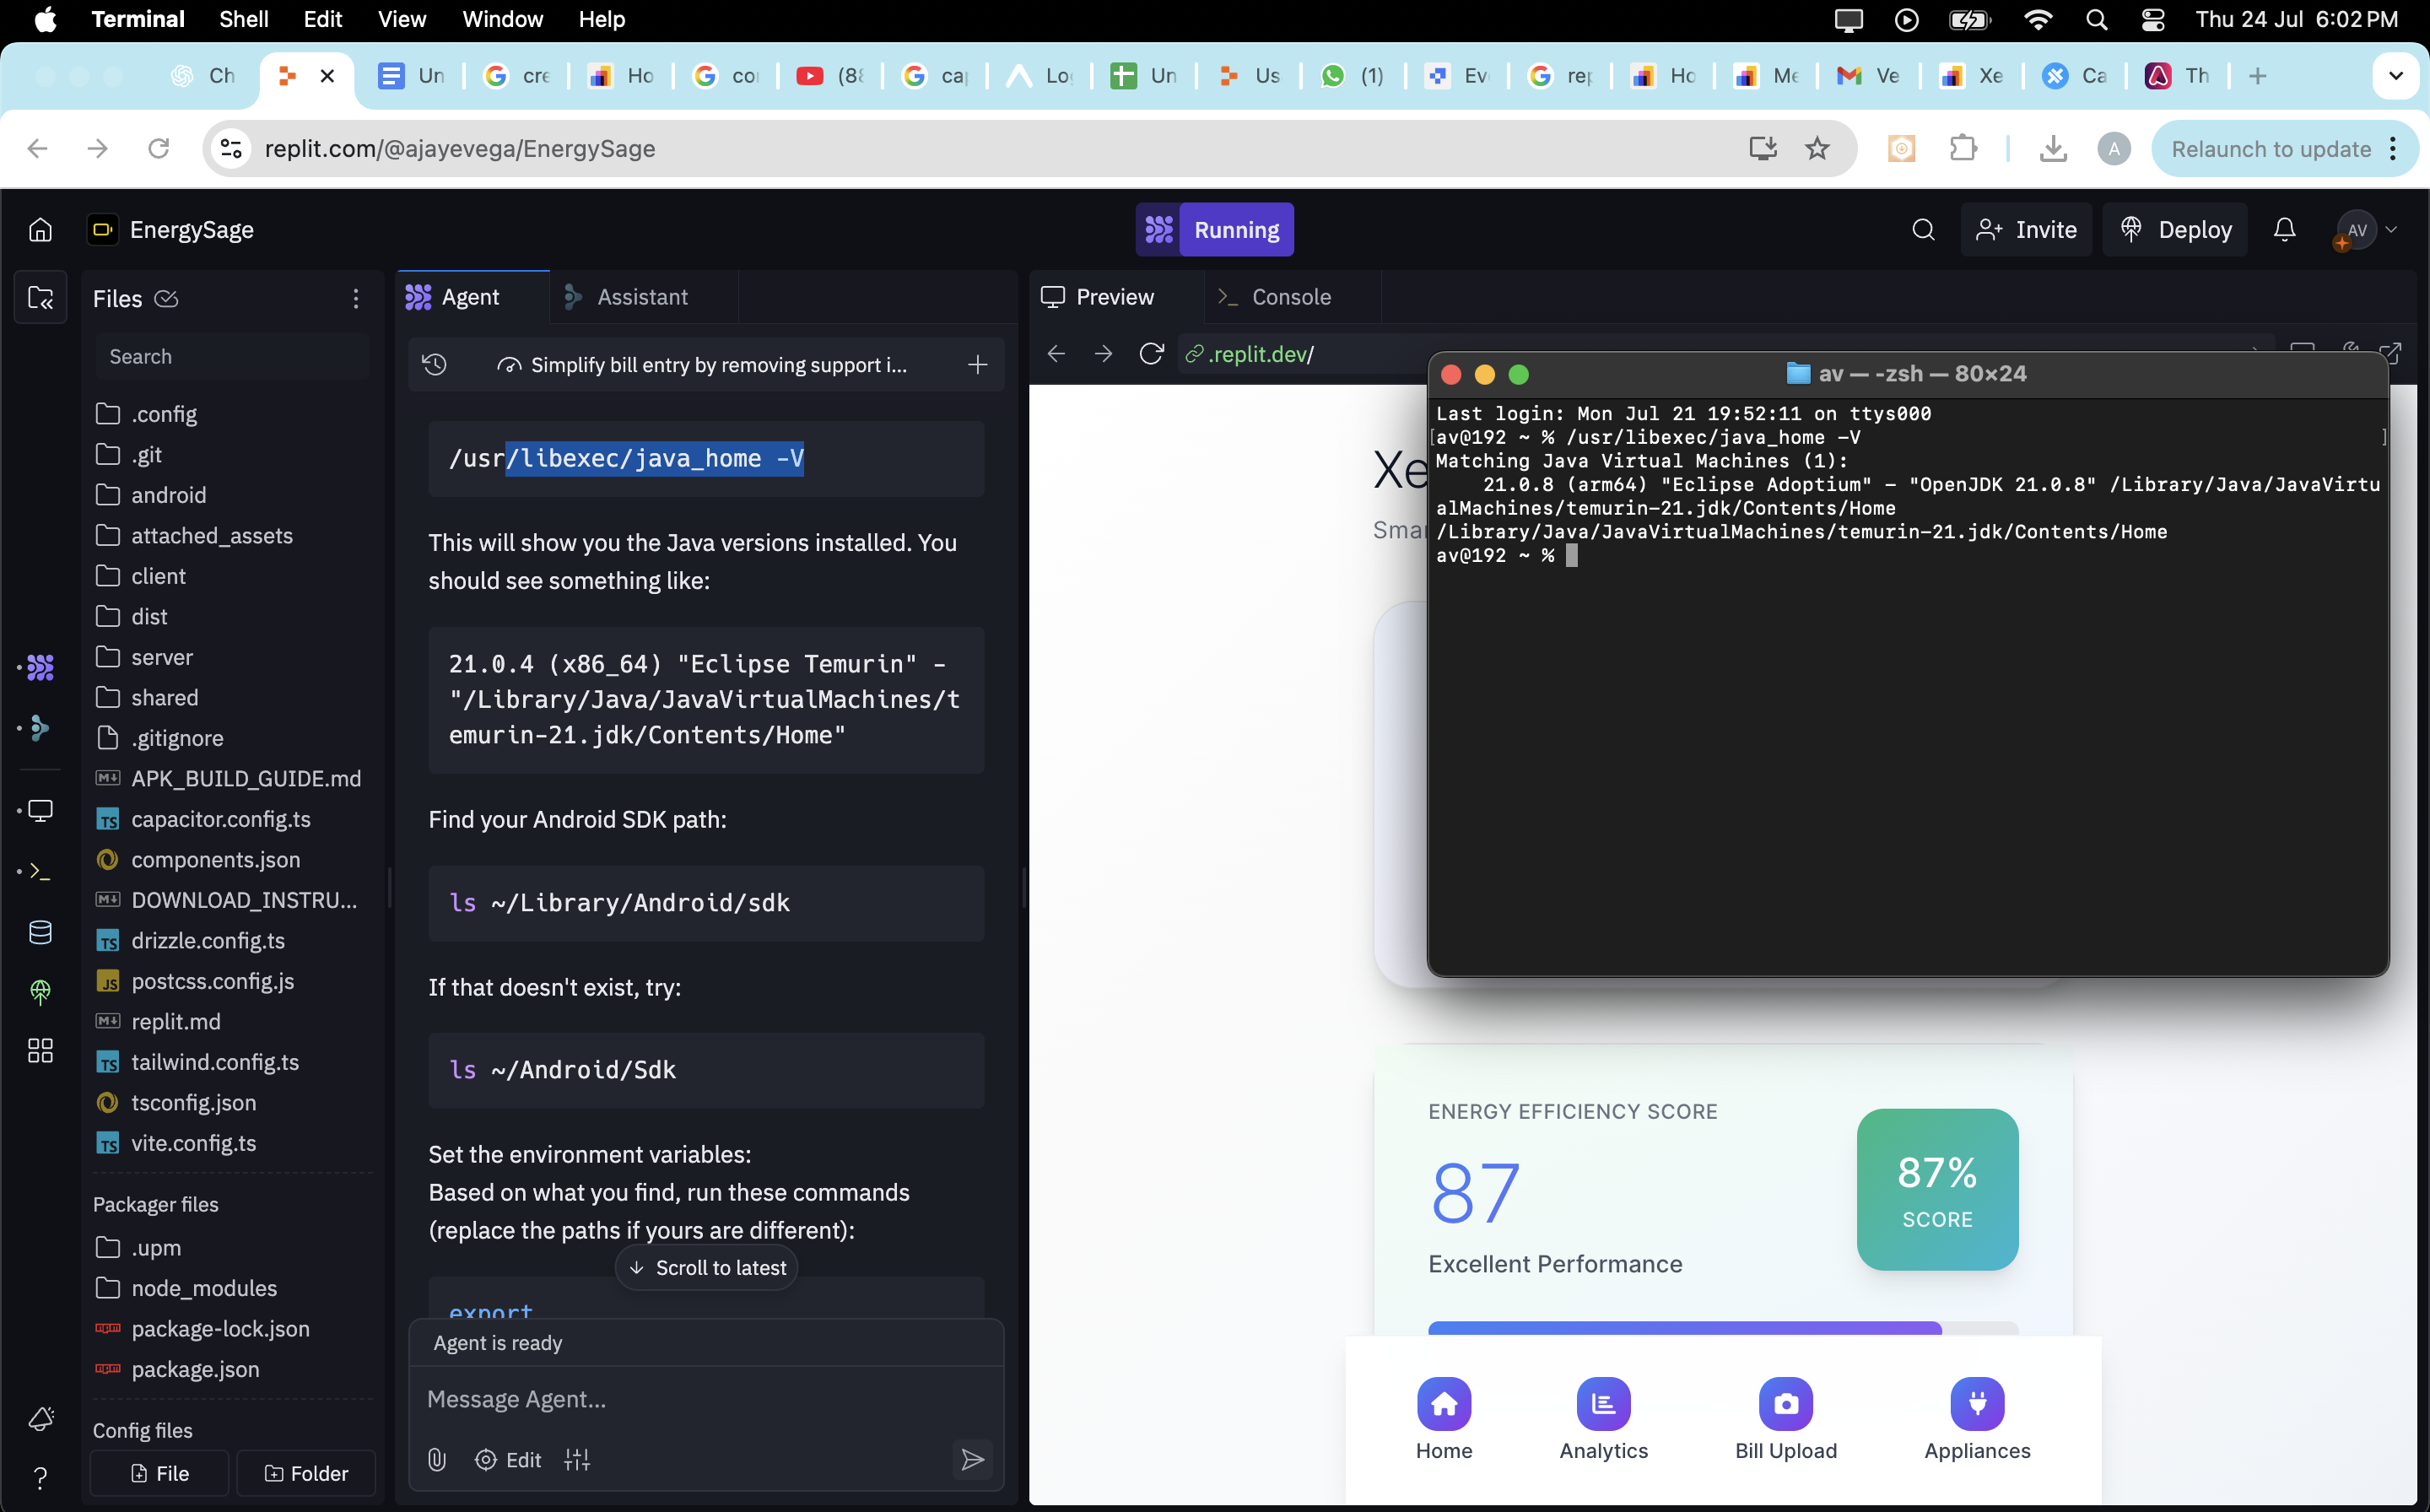 Terminal Shell Edit View Window Help Thu 24 Jul 6:02 PM
Ch Un cre Ho co (88 cap Log Un Us (1) Eve rep Ho Me Ve Xe Ca Th
replit.com/@ajayevega/EnergySage A Relaunch to update
EnergySage Running Invite Deploy AV
Files
Search
.config
.git
android
attached_assets
client
dist
server
shared
.gitignore
APK_BUILD_GUIDE.md
TS capacitor.config.ts
components.json
DOWNLOAD_INSTRU...
TS drizzle.config.ts
JS postcss.config.js
replit.md
TS tailwind.config.ts
tsconfig.json
TS vite.config.ts
Packager files
.upm
node_modules
package-lock.json
package.json
Config files
File Folder
Agent Assistant
Simplify bill entry by removing support i...
/usr/libexec/java_home -V
This will show you the Java versions installed. You
should see something like:
21.0.4 (x86_64) "Eclipse Temurin" -
"/Library/Java/JavaVirtualMachines/t
emurin-21.jdk/Contents/Home"
Find your Android SDK path:
ls ~/Library/Android/sdk
If that doesn't exist, try:
ls ~/Android/Sdk
Set the environment variables:
Based on what you find, run these commands
(replace the paths if yours are different):
Scroll to latest
export
Agent is ready
Message Agent...
Edit
Preview Console
.replit.dev/
Xe
Smar
av — -zsh — 80×24
Last login: Mon Jul 21 19:52:11 on ttys000
[av@192 ~ % /usr/libexec/java_home -V ]
Matching Java Virtual Machines (1):
21.0.8 (arm64) "Eclipse Adoptium" - "OpenJDK 21.0.8" /Library/Java/JavaVirtu
alMachines/temurin-21.jdk/Contents/Home
/Library/Java/JavaVirtualMachines/temurin-21.jdk/Contents/Home
av@192 ~ %
ENERGY EFFICIENCY SCORE
87
Excellent Performance
87%
SCORE
Home Analytics Bill Upload Appliances